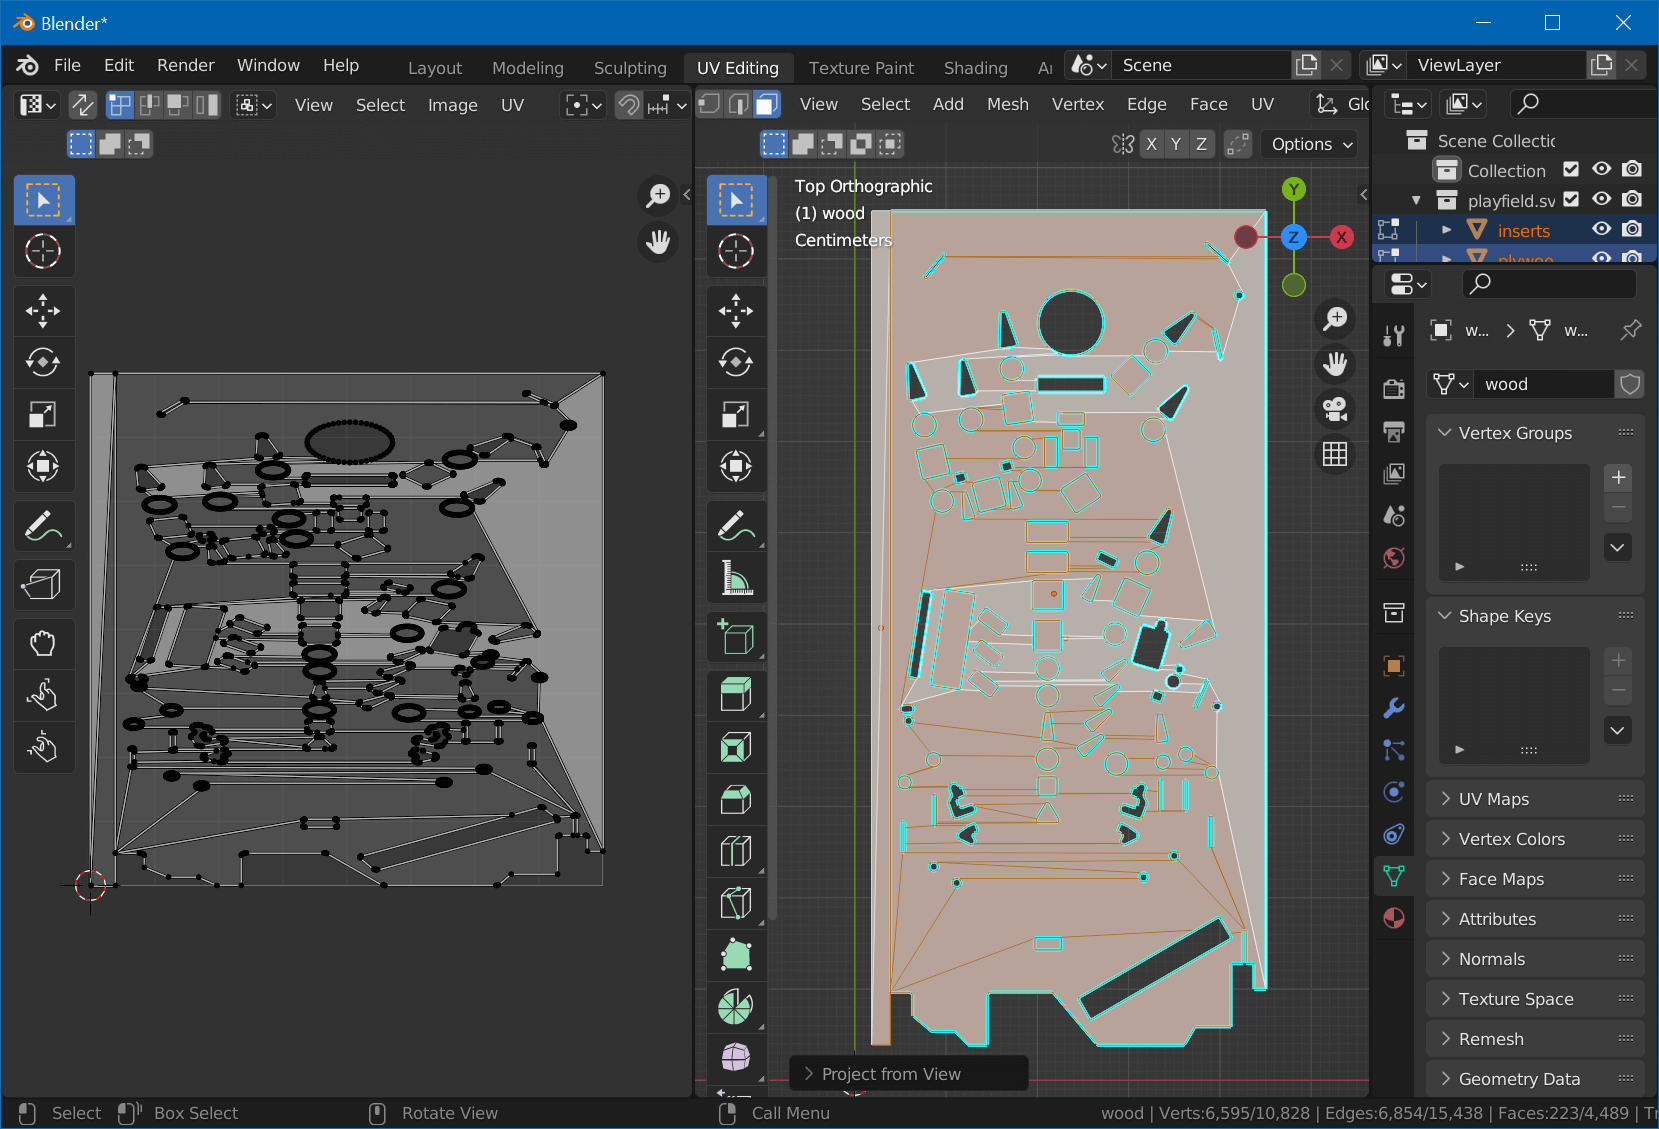 Blender*
File Edit Render Window Help Layout Modeling Sculpting UV Editing Texture Paint Shading Scene ViewLayer
View Select Image UV
View Select Add Mesh Vertex Edge Face UV
X Y Z Options
Top Orthographic
(1) wood
Centimeters
Y
Z
X
Project from View
Scene Collectic
Collection
playfield.sv
inserts
plywoo
w... w...
wood
Vertex Groups
Shape Keys
UV Maps
Vertex Colors
Face Maps
Attributes
Normals
Texture Space
Remesh
Geometry Data
Select Box Select Rotate View Call Menu wood | Verts:6,595/10,828 | Edges:6,854/15,438 | Faces:223/4,489 | Tr